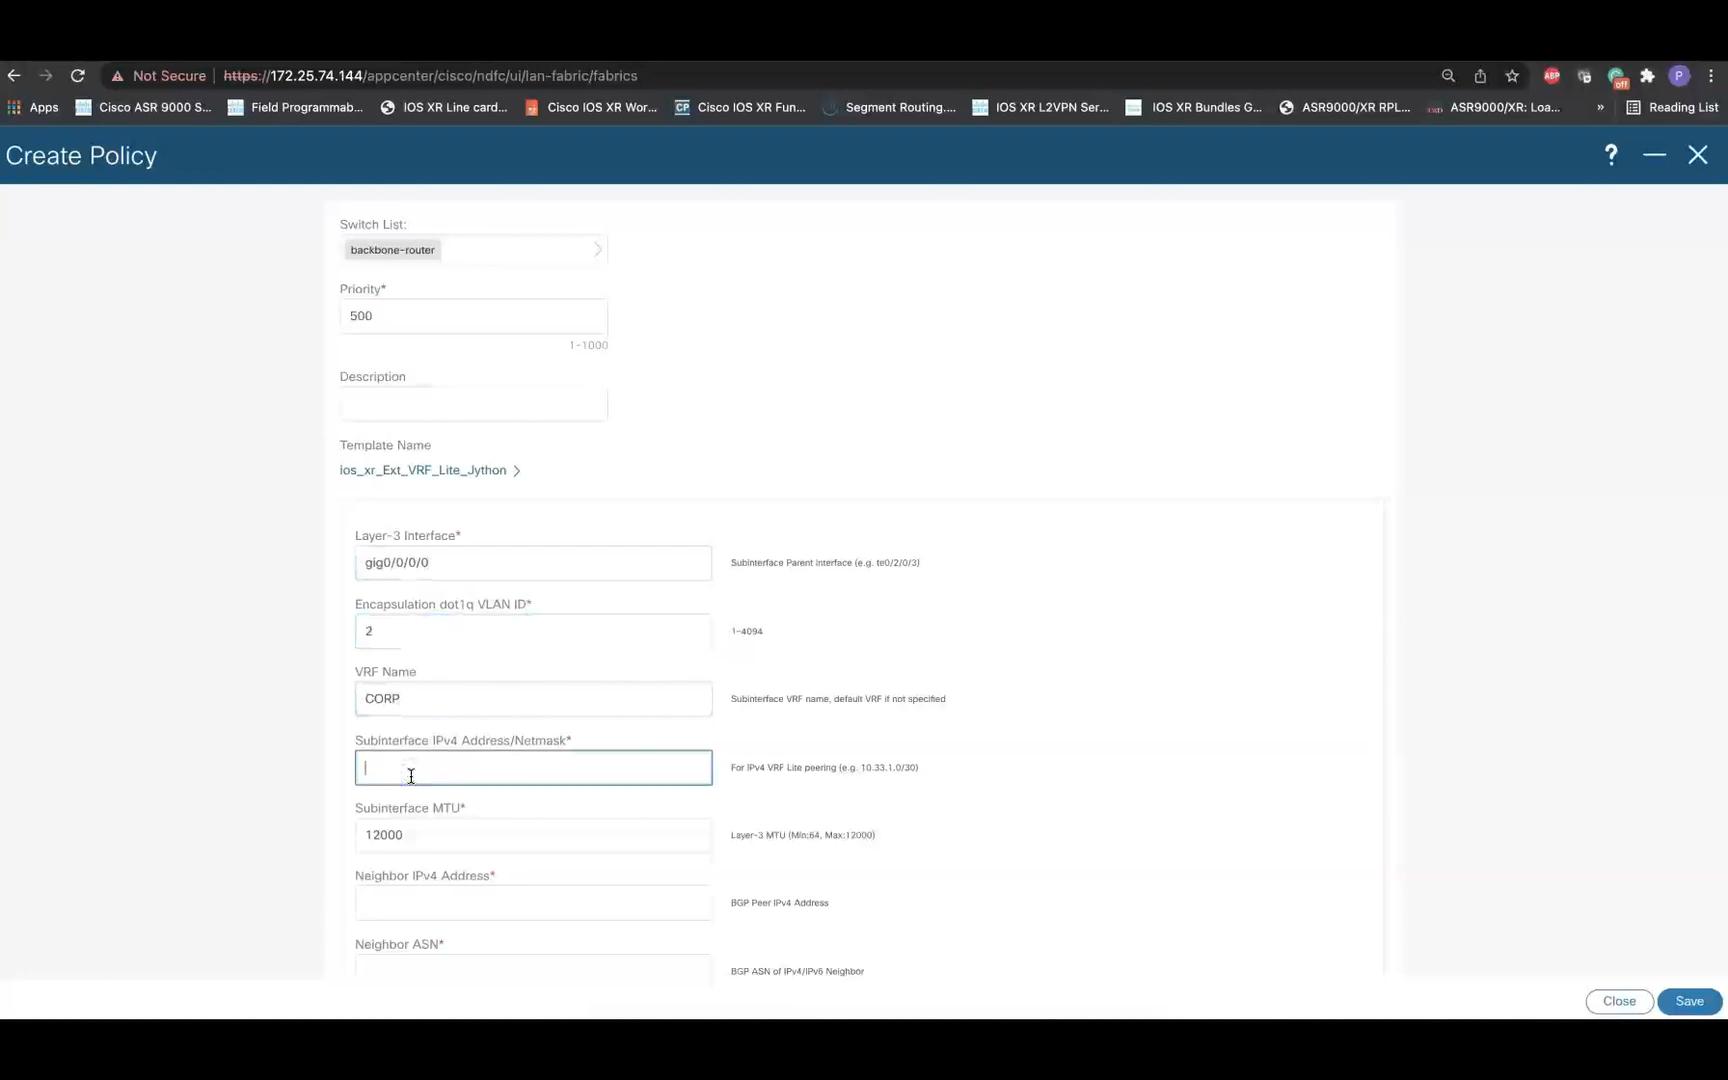 Not Secure https://172.25.74.144/appcenter/cisco/ndfc/ui/lan-fabric/fabrics ABP off P
Apps Cisco ASR 9000 S... Field Programmab... IOS XR Line card... Cisco IOS XR Wor... CP Cisco IOS XR Fun... Segment Routing.... IOS XR L2VPN Ser... IOS XR Bundles G... ASR9000/XR RPL... ASR9000/XR: Loa... » Reading List
Create Policy ?
Switch List:
backbone-router
Priority*
500
1-1000
Description
Template Name
ios_xr_Ext_VRF_Lite_Jython
Layer-3 Interface*
gig0/0/0/0 Subinterface Parent Interface (e.g. te0/2/0/3)
Encapsulation dot1q VLAN ID*
2 1-4094
VRF Name
CORP Subinterface VRF name, default VRF if not specified
Subinterface IPv4 Address/Netmask*
For IPv4 VRF Lite peering (e.g. 10.33.1.0/30)
Subinterface MTU*
12000 Layer-3 MTU (Min:64, Max:12000)
Neighbor IPv4 Address*
BGP Peer IPv4 Address
Neighbor ASN*
BGP ASN of IPv4/IPv6 Neighbor
Close Save